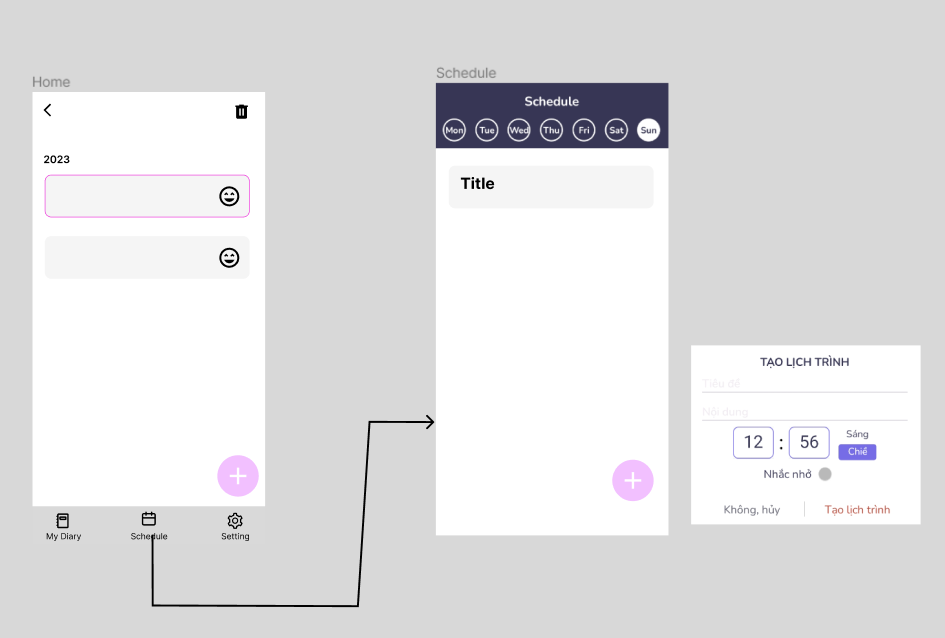 Home
2023
My Diary
Schedule
Setting
Schedule
Schedule
Mon Tue Wed Thu Fri Sat Sun
Title
TẠO LỊCH TRÌNH
Tiêu đề
Nội dung
12 : 56
Sáng
Chiề
Nhắc nhở
Không, hủy
Tạo lịch trình